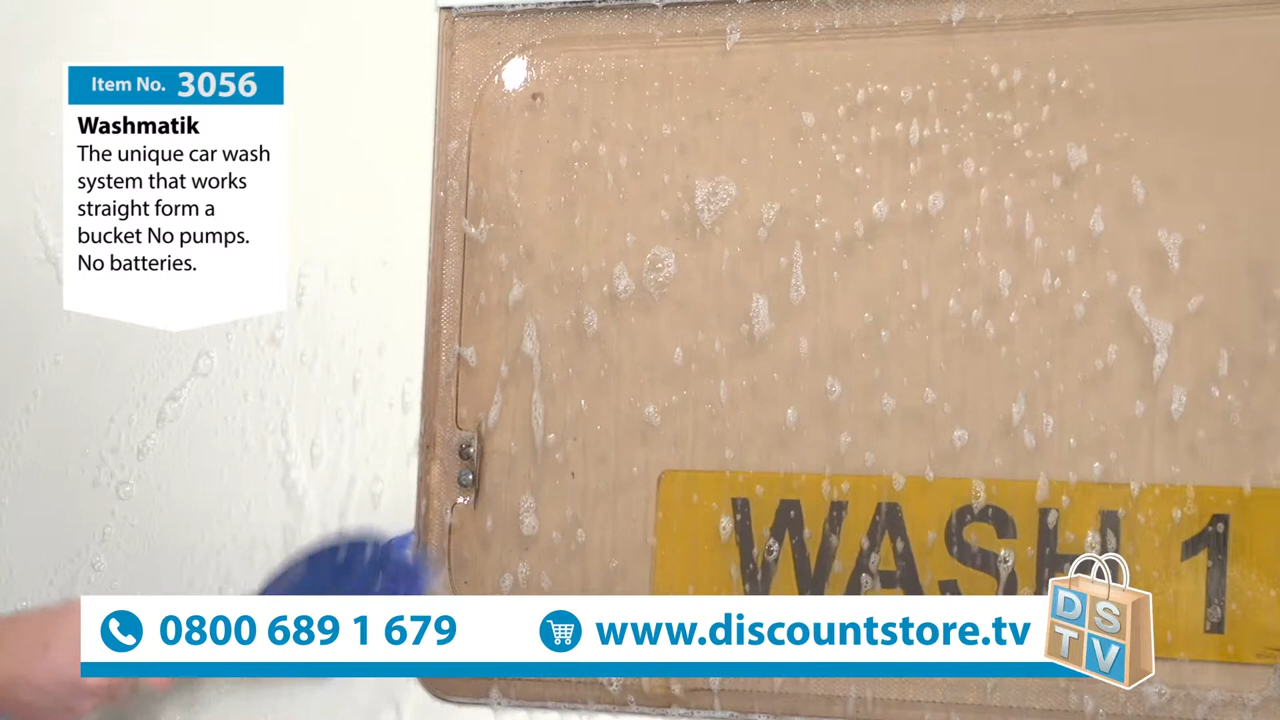 Item No. 3056
Washmatik
The unique car wash
system that works
straight form a
bucket No pumps.
No batteries.
WASH 1
0800 689 1 679
www.discountstore.tv
DS
TV